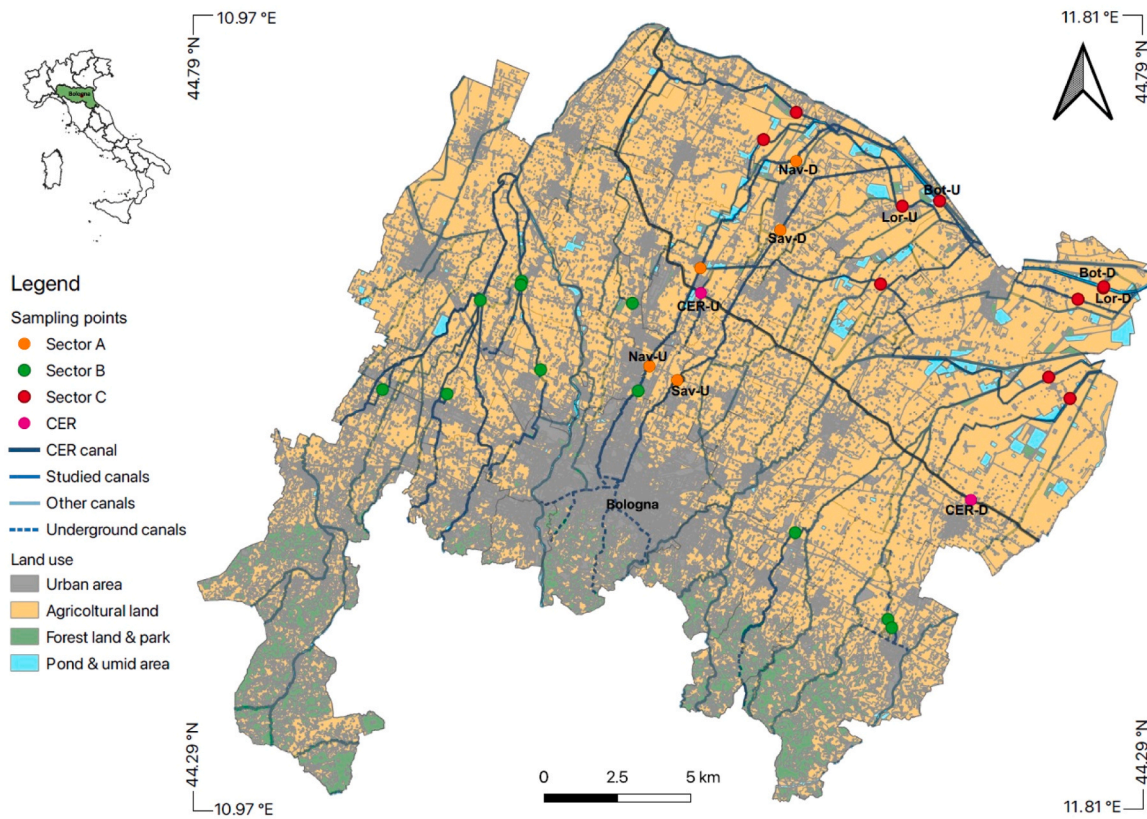 10.97 °E
11.81 °E
44.79 °N
44.79 °N
Bologna
Nav-D
Bot-U
Lor-U
Sav-D
Bot-D
Lor-D
CER-U
Nav-U
Sav-U
Bologna
CER-D
Legend
Sampling points
Sector A
Sector B
Sector C
CER
CER canal
Studied canals
Other canals
Underground canals
Land use
Urban area
Agricoltural land
Forest land & park
Pond & umid area
0 2.5 5 km
44.29 °N
44.29 °N
10.97 °E
11.81 °E